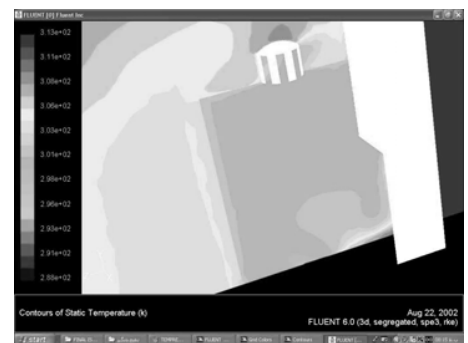 FLUENT [0] Fluent Inc
3.13e+02
3.11e+02
3.08e+02
3.06e+02
3.03e+02
3.01e+02
2.98e+02
2.96e+02
2.93e+02
2.91e+02
2.88e+02
Contours of Static Temperature (k)
Aug 22, 2002
FLUENT 6.0 (3d, segregated, spe3, rke)
start
FLUENT
Contours